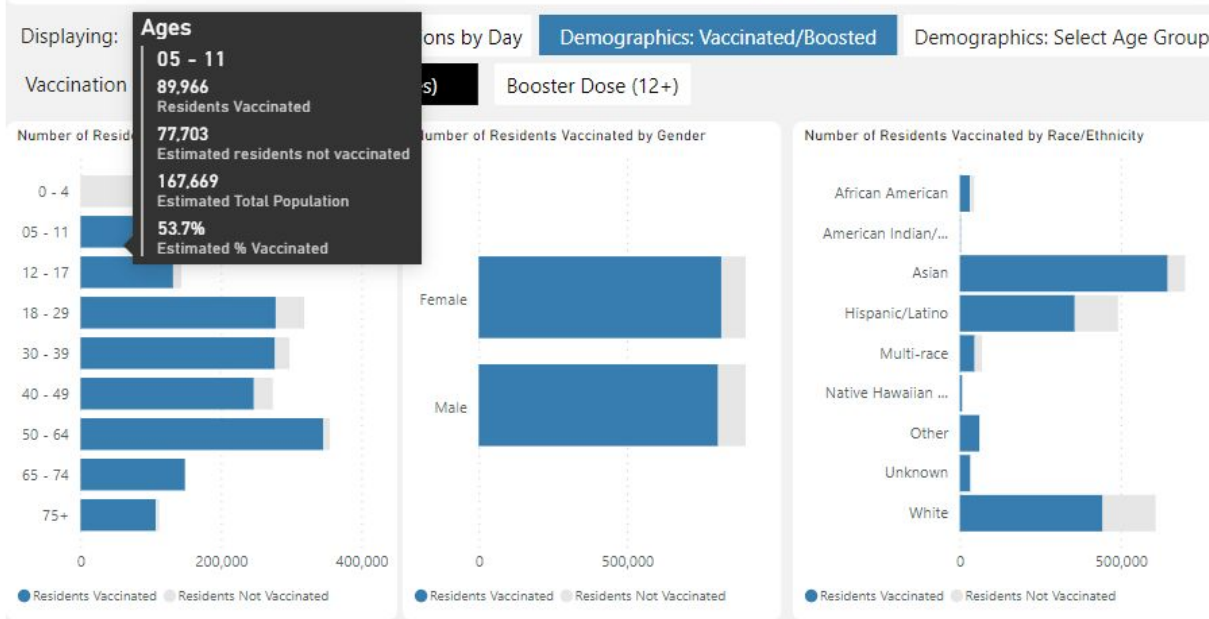 Displaying:
ons by Day
Demographics: Vaccinated/Boosted
Demographics: Select Age Group
Vaccination
s)
Booster Dose (12+)
Ages
05 - 11
89,966
Residents Vaccinated
77,703
Estimated residents not vaccinated
167,669
Estimated Total Population
53.7%
Estimated % Vaccinated
Number of Reside
0 - 4
05 - 11
12 - 17
18 - 29
30 - 39
40 - 49
50 - 64
65 - 74
75+
0 200,000 400,000
Residents Vaccinated Residents Not Vaccinated
umber of Residents Vaccinated by Gender
Female
Male
0 500,000
Residents Vaccinated Residents Not Vaccinated
Number of Residents Vaccinated by Race/Ethnicity
African American
American Indian/...
Asian
Hispanic/Latino
Multi-race
Native Hawaiian ...
Other
Unknown
White
0 500,000
Residents Vaccinated Residents Not Vaccinated